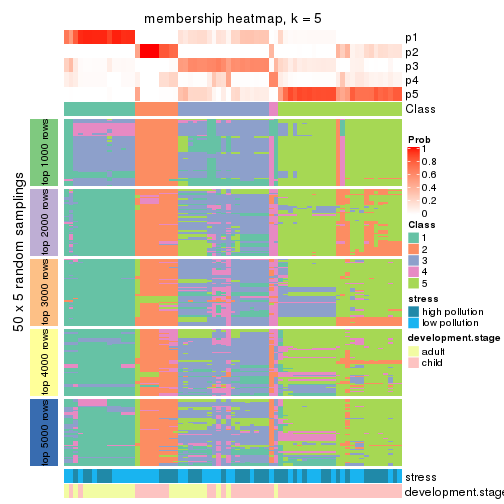 membership heatmap, k = 5
p1
p2
p3
p4
p5
Class
50 x 5 random samplings
top 1000 rows
top 2000 rows
top 3000 rows
top 4000 rows
top 5000 rows
stress
development.stage
Prob
1
0.8
0.6
0.4
0.2
0
Class
1
2
3
4
5
stress
high pollution
low pollution
development.stage
adult
child